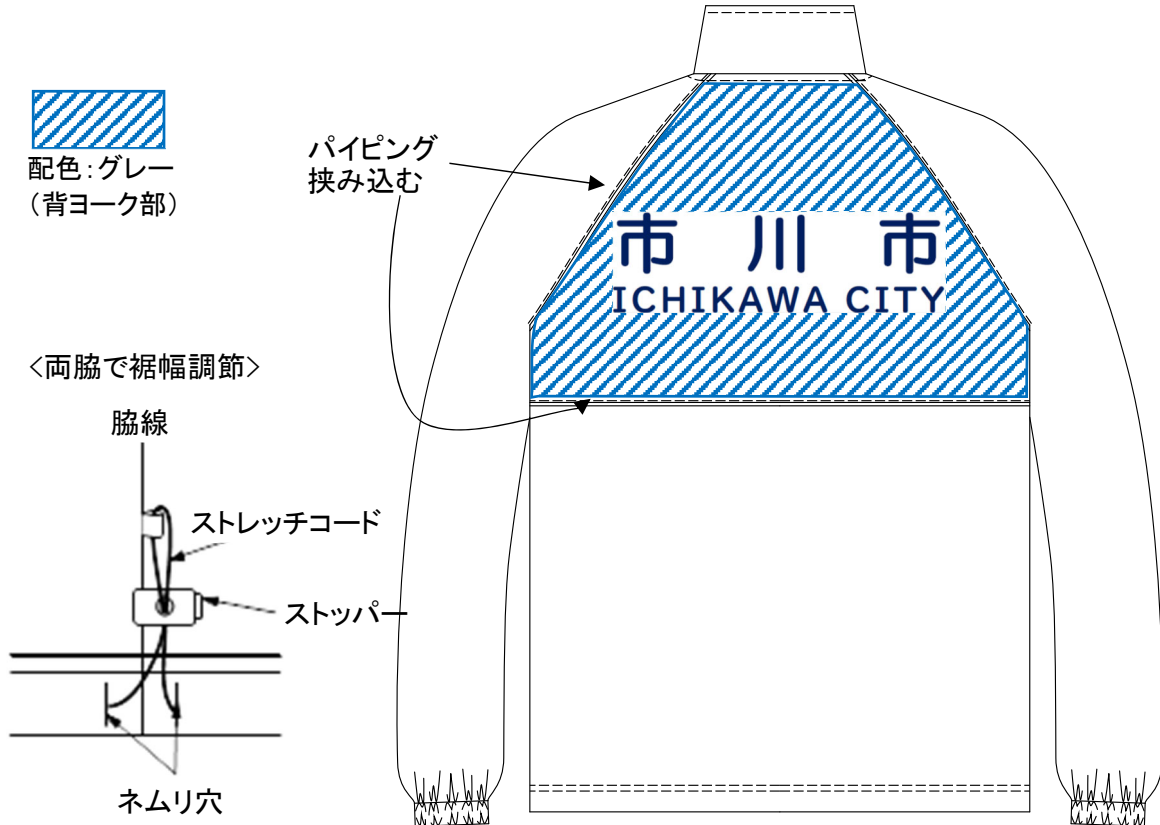 配色：グレー
（背ヨーク部）
パイピング
挟み込む
市川市
ICHIKAWA CITY
＜両脇で裾幅調節＞
脇線
ストレッチコード
ストッパー
ネムリ穴